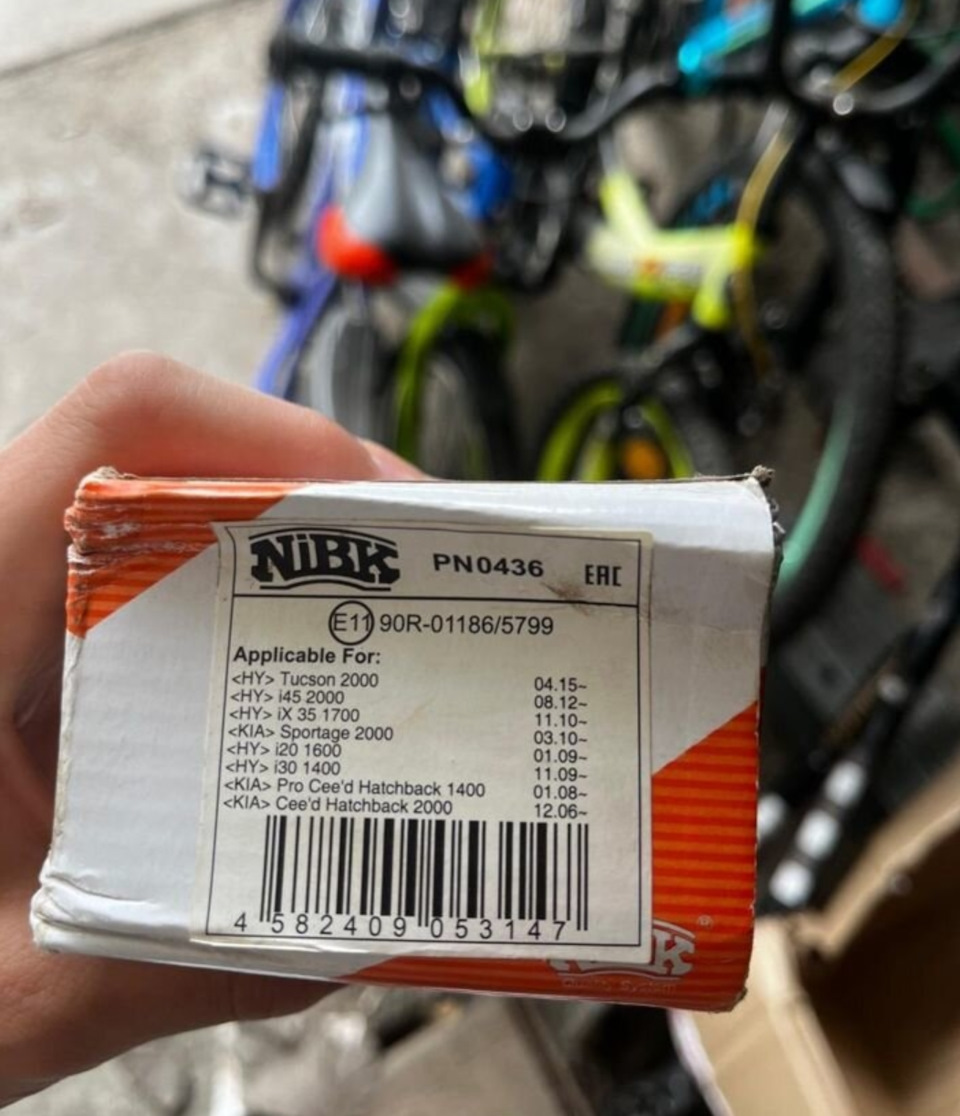 NiBK PN0436 EAC
E11 90R-01186/5799
Applicable For:
<HY> Tucson 2000 04.15~
<HY> i45 2000 08.12~
<HY> iX 35 1700 11.10~
<KIA> Sportage 2000 03.10~
<HY> i20 1600 01.09~
<HY> i30 1400 11.09~
<KIA> Pro Cee'd Hatchback 1400 01.08~
<KIA> Cee'd Hatchback 2000 12.06~
4 582409 053147